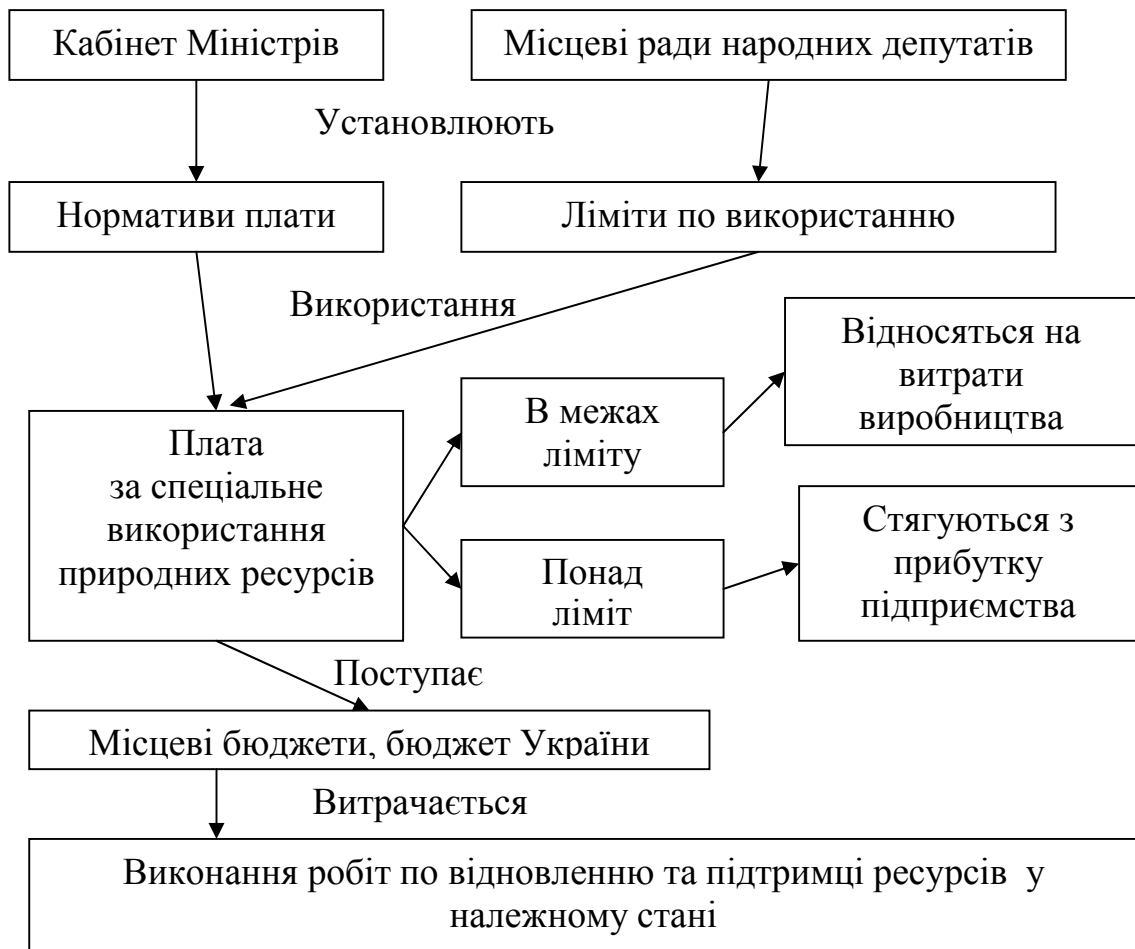 Кабінет Міністрів
Місцеві ради народних депутатів
Установлюють
Нормативи плати
Ліміти по використанню
Використання
Відносяться на
витрати
виробництва
В межах
ліміту
Плата
за спеціальне
використання
природних ресурсів
Стягуються з
прибутку
підприємства
Понад
ліміт
Поступає
Місцеві бюджети, бюджет України
Витрачається
Виконання робіт по відновленню та підтримці ресурсів у
належному стані